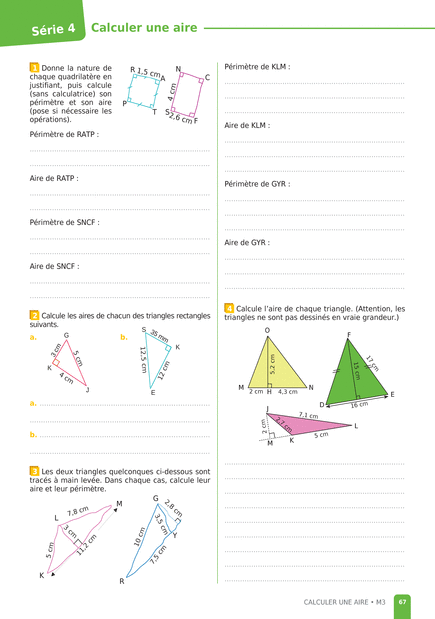 Série 4
Calculer une aire
1 Donne la nature de
chaque quadrilatère en
justifiant, puis calcule
(sans calculatrice) son
périmètre et son aire
(pose si nécessaire les
opérations).
R 1,5 cm A
P T
N C
4 cm
S 2,6 cm F
Périmètre de RATP :
Aire de RATP :
Périmètre de SNCF :
Aire de SNCF :
2 Calcule les aires de chacun des triangles rectangles
suivants.
a.
G
3 cm
5 cm
K
4 cm
J
b.
S 35 mm
K
12,5 cm
12 cm
E
a.
b.
3 Les deux triangles quelconques ci-dessous sont
tracés à main levée. Dans chaque cas, calcule leur
aire et leur périmètre.
L 7,8 cm M
3 cm
5 cm
11,2 cm
K
G
2,8 cm
3,5 cm
Y
10 cm
7,5 cm
R
Périmètre de KLM :
Aire de KLM :
Périmètre de GYR :
Aire de GYR :
4 Calcule l'aire de chaque triangle. (Attention, les
triangles ne sont pas dessinés en vraie grandeur.)
O
5,2 cm
M 2 cm H 4,3 cm N
F
17 cm
15 cm
D 16 cm E
J
7,1 cm
2,7 cm
2 cm
L
5 cm
M K
CALCULER UNE AIRE • M3
67